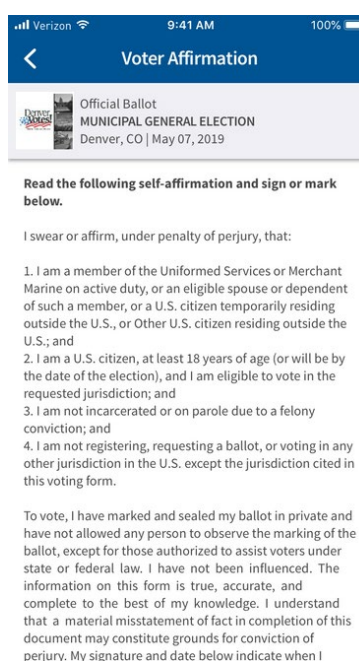 Verizon 9:41 AM 100%
Voter Affirmation
Denver
Votes!
Official Ballot
MUNICIPAL GENERAL ELECTION
Denver, CO | May 07, 2019
Read the following self-affirmation and sign or mark
below.
I swear or affirm, under penalty of perjury, that:
1. I am a member of the Uniformed Services or Merchant
Marine on active duty, or an eligible spouse or dependent
of such a member, or a U.S. citizen temporarily residing
outside the U.S., or Other U.S. citizen residing outside the
U.S.; and
2. I am a U.S. citizen, at least 18 years of age (or will be by
the date of the election), and I am eligible to vote in the
requested jurisdiction; and
3. I am not incarcerated or on parole due to a felony
conviction; and
4. I am not registering, requesting a ballot, or voting in any
other jurisdiction in the U.S. except the jurisdiction cited in
this voting form.
To vote, I have marked and sealed my ballot in private and
have not allowed any person to observe the marking of the
ballot, except for those authorized to assist voters under
state or federal law. I have not been influenced. The
information on this form is true, accurate, and
complete to the best of my knowledge. I understand
that a material misstatement of fact in completion of this
document may constitute grounds for conviction of
perjury. My signature and date below indicate when I